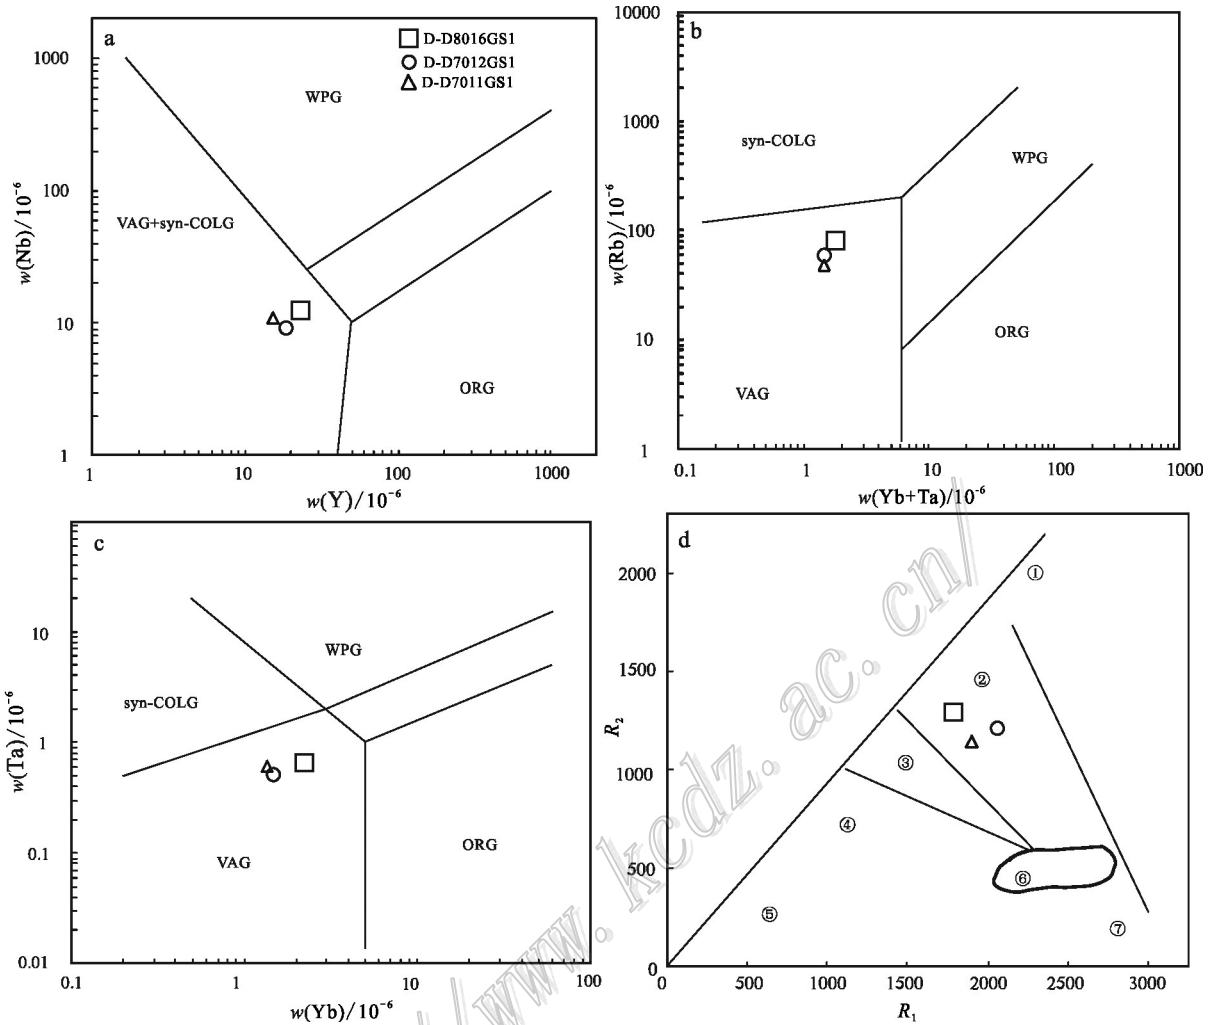 a
D-D8016GS1
D-D7012GS1
D-D7011GS1
WPG
VAG+syn-COLG
ORG
1000
100
10
1
w(Nb)/10⁻⁶
1 10 100 1000
w(Y)/10⁻⁶
b
syn-COLG
WPG
ORG
VAG
10000
1000
100
10
1
w(Rb)/10⁻⁶
0.1 1 10 100 1000
w(Yb+Ta)/10⁻⁶
c
WPG
syn-COLG
VAG
ORG
10
1
0.1
0.01
w(Ta)/10⁻⁶
0.1 1 10 100
w(Yb)/10⁻⁶
d
①
②
③
④
⑤
⑥
⑦
2000
1500
1000
500
0
R₂
0 500 1000 1500 2000 2500 3000
R₁
//www.kcdz.ac.cn/